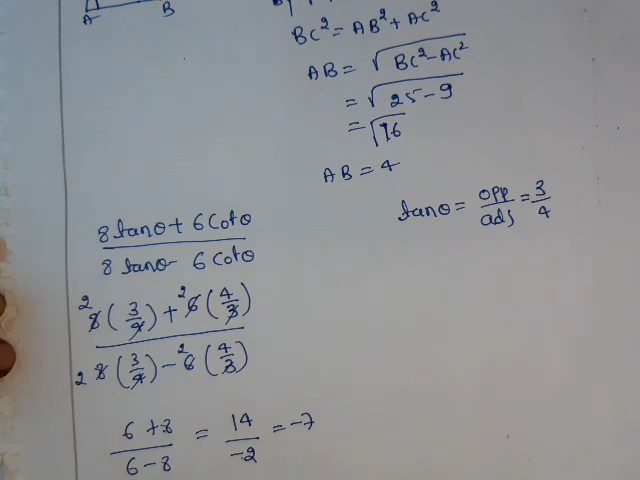 A B
By
BC² = AB² + AC²
AB = √(BC² - AC²)
= √(25 - 9)
= √16
AB = 4
tanθ = opp/adj = 3/4
8 tanθ + 6 Cotθ
8 tanθ - 6 Cotθ
2 8(3/4) + 2 6(4/3)
2 8(3/4) - 2 6(4/3)
6 + 8 / 6 - 8 = 14 / -2 = -7